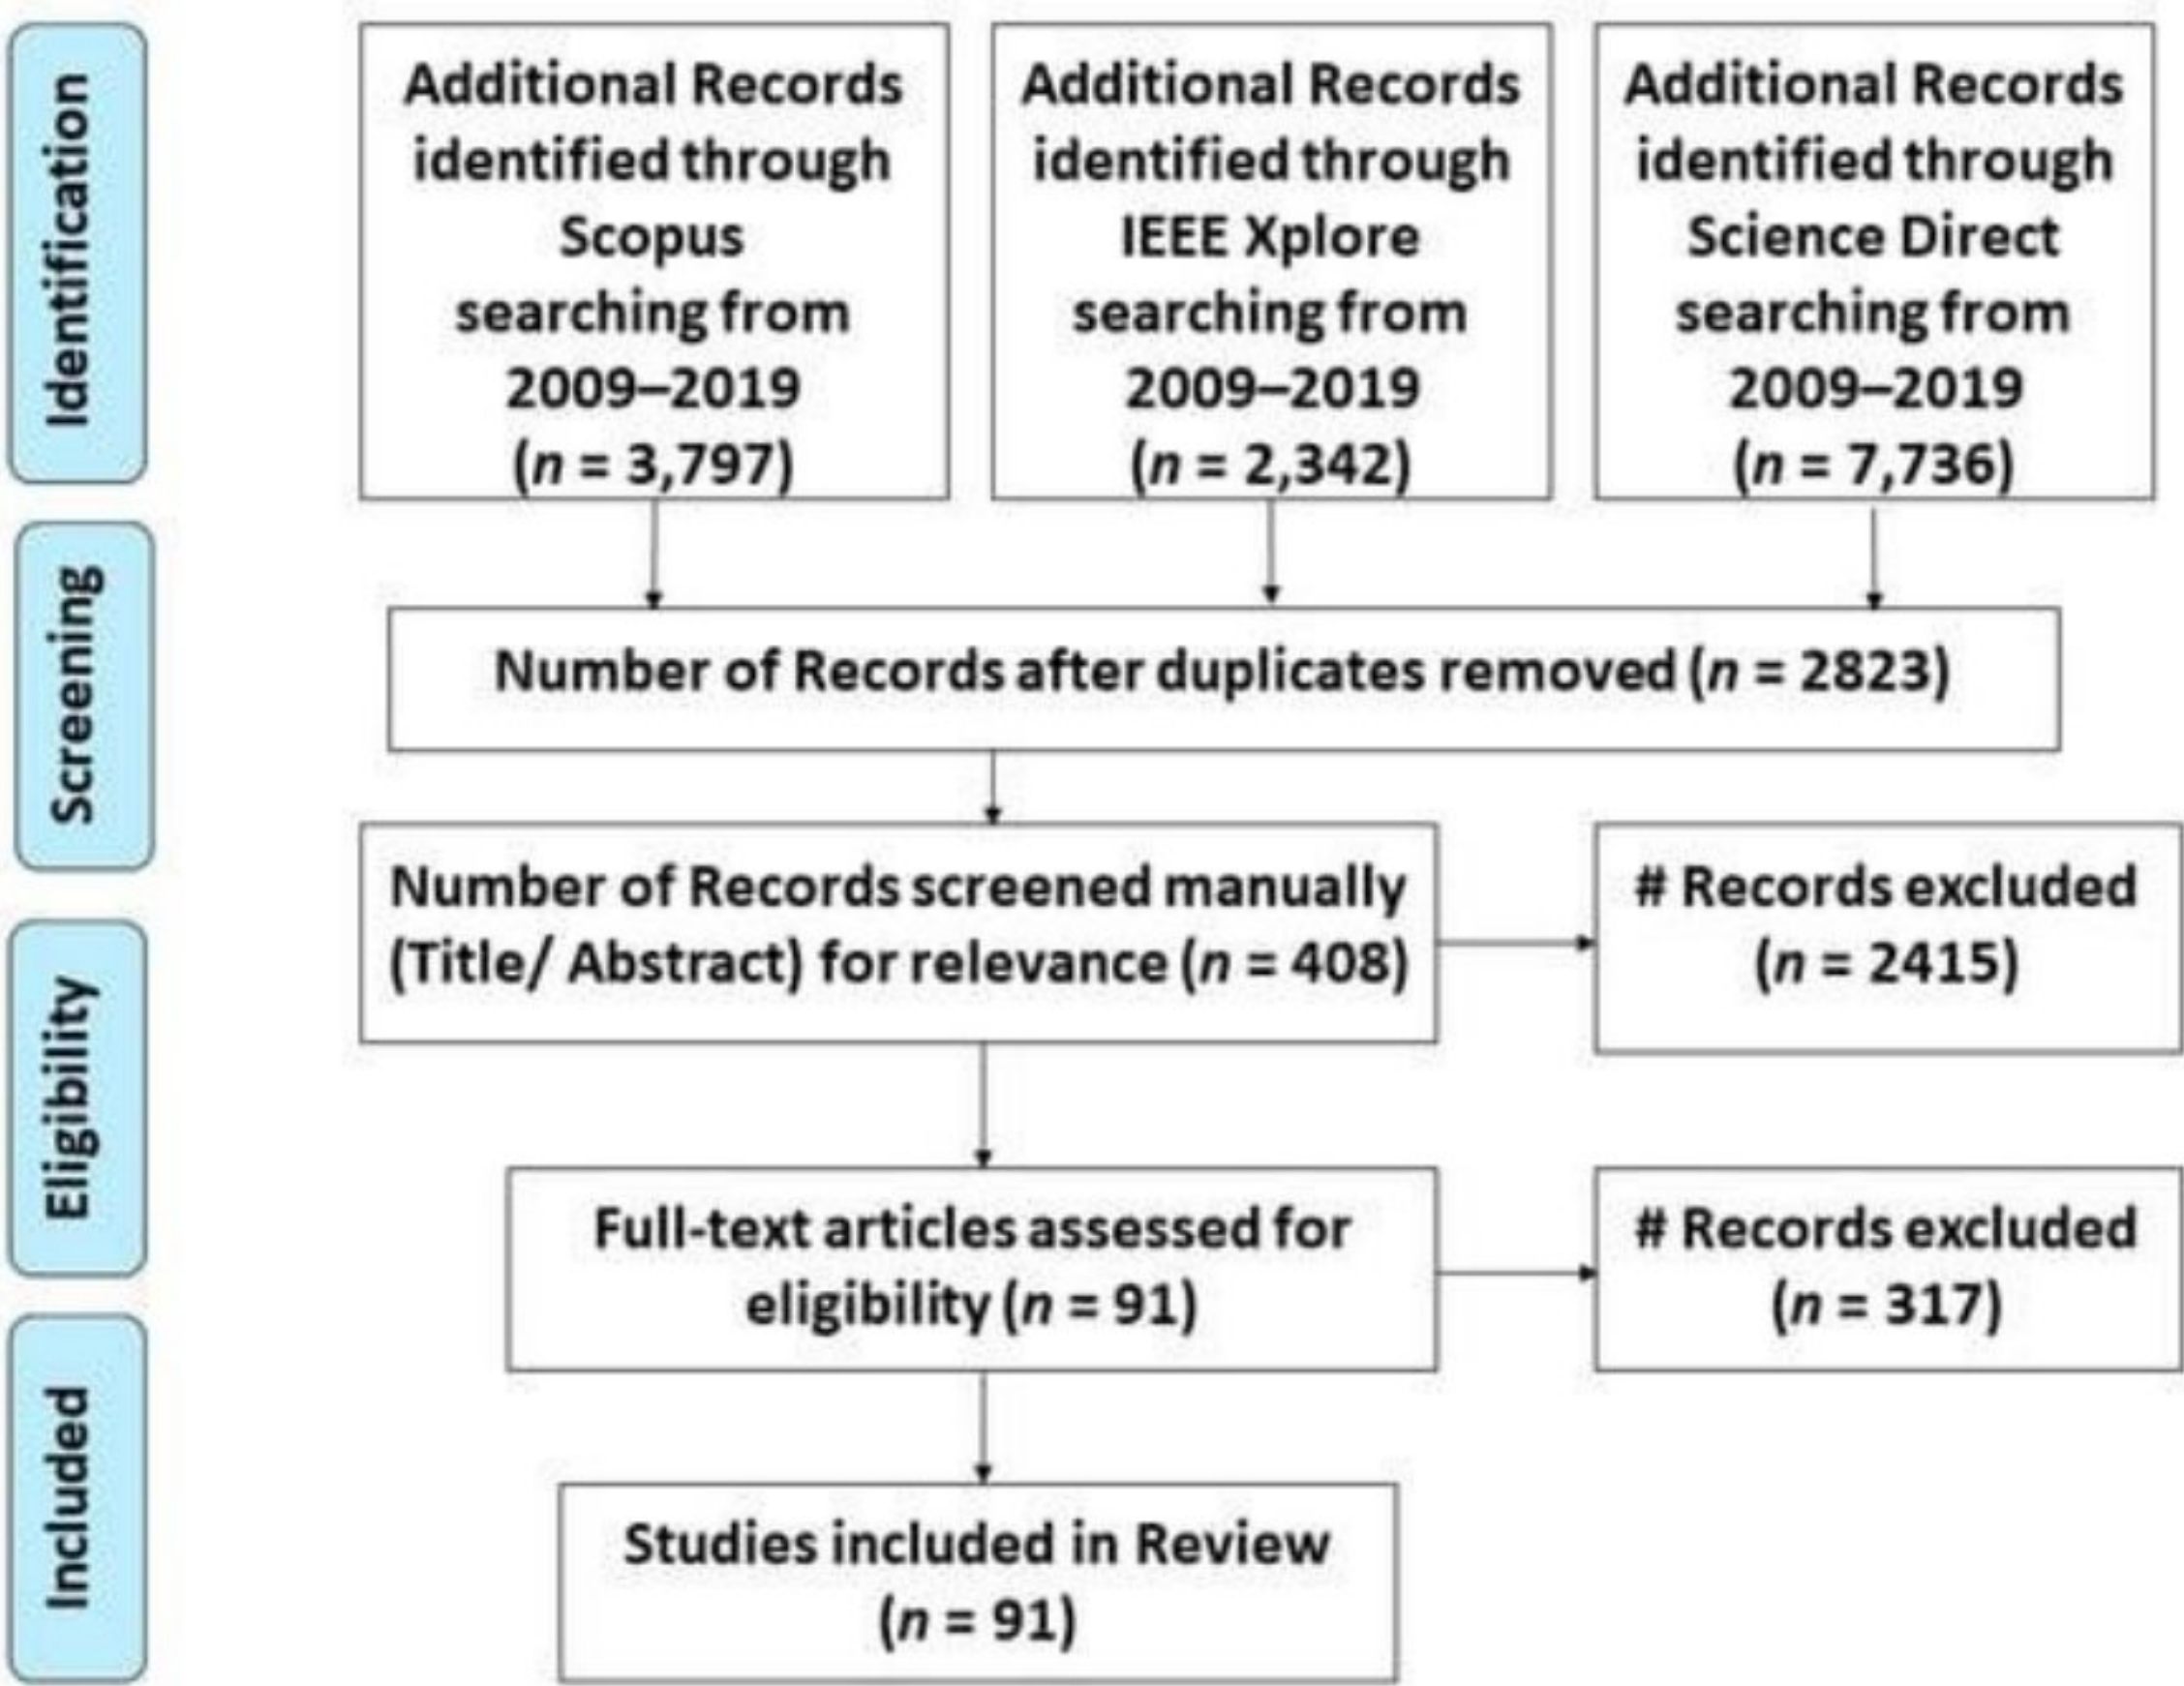 Identification
Additional Records
identified through
Scopus
searching from
2009–2019
(n = 3,797)
Additional Records
identified through
IEEE Xplore
searching from
2009–2019
(n = 2,342)
Additional Records
identified through
Science Direct
searching from
2009–2019
(n = 7,736)
Screening
Number of Records after duplicates removed (n = 2823)
Number of Records screened manually
(Title/ Abstract) for relevance (n = 408)
# Records excluded
(n = 2415)
Eligibility
Full-text articles assessed for
eligibility (n = 91)
# Records excluded
(n = 317)
Included
Studies included in Review
(n = 91)